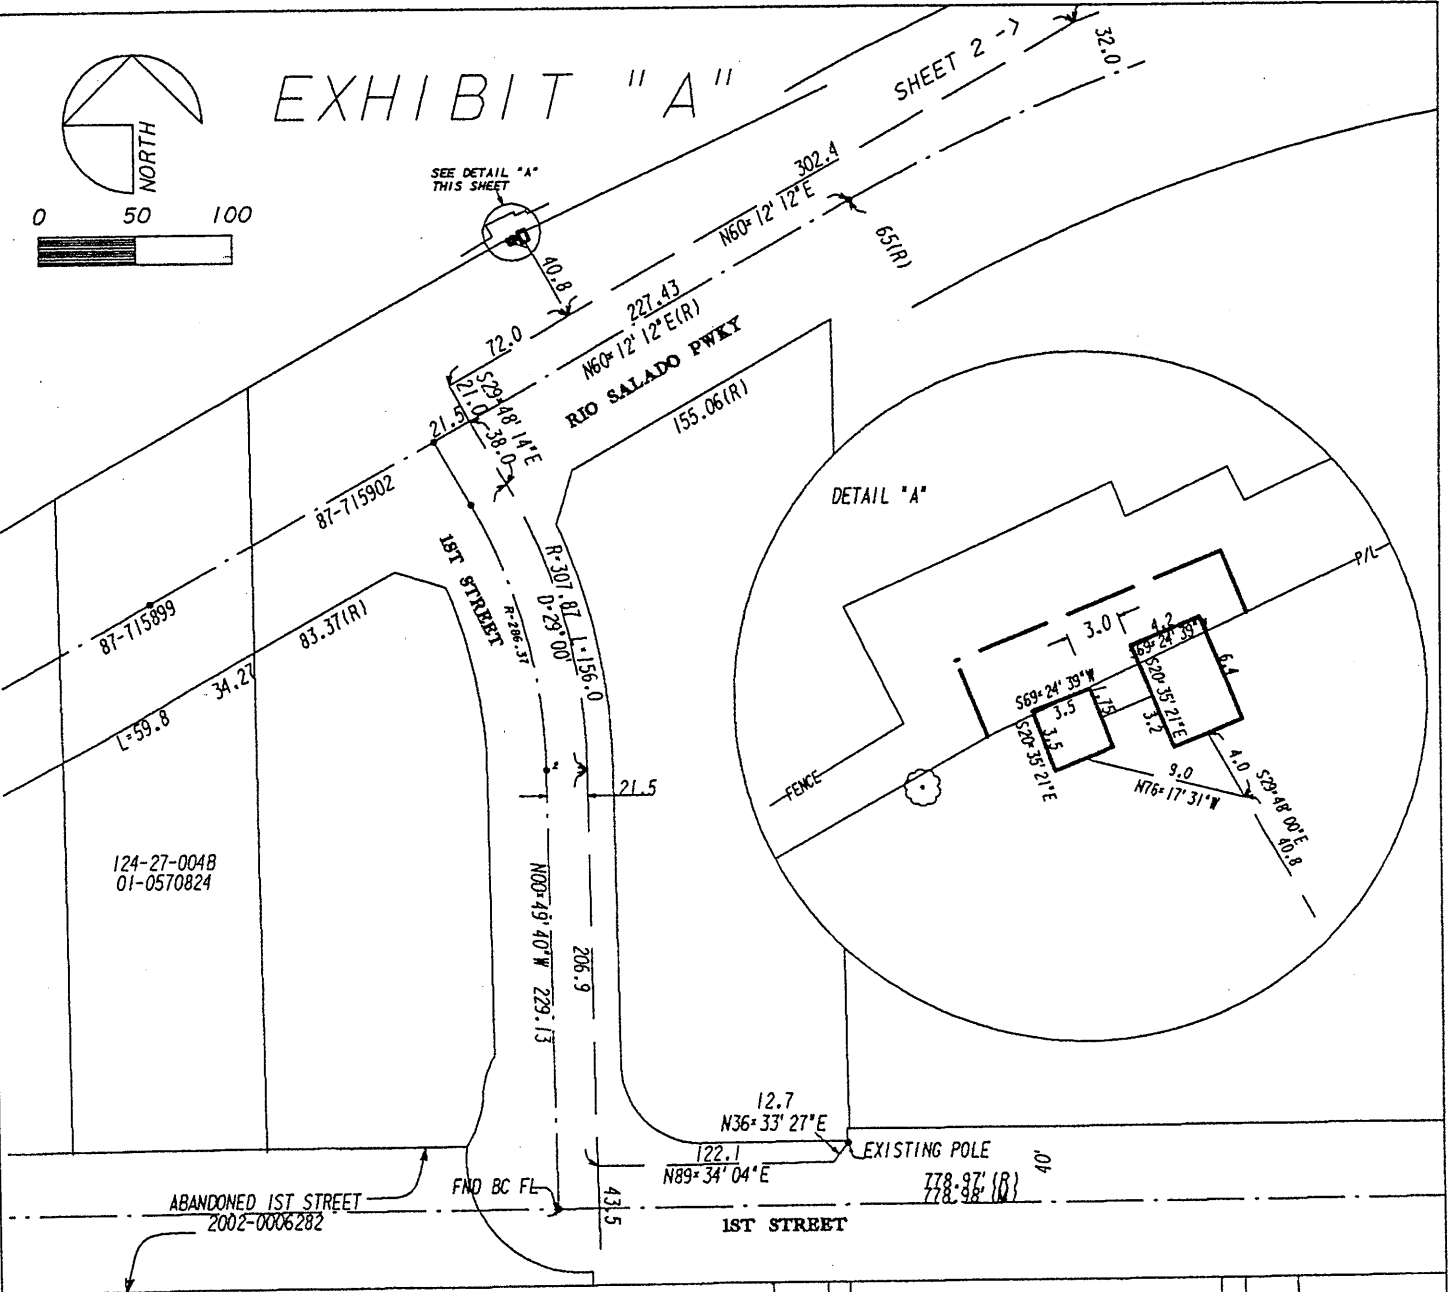 EXHIBIT "A"
NORTH
0 50 100
SEE DETAIL "A"
THIS SHEET
SHEET 2 ->
32.0
302.4
N60°12'12"E
65(R)
40.8
227.43
N60°12'12"E(R)
RIO SALADO PWKY
72.0
S29°48'14"E
21.0
38.0
21.5
155.06(R)
87-715902
87-715899
83.37(R)
34.27
L=59.8
1ST STREET
R=286.37
R=307.87 L=156.0
D=29°00'
2
21.5
124-27-004B
01-0570824
N00°49'40"W 229.13
206.9
DETAIL "A"
P/L
3.0
4.2
S69°24'39"W
6.4
S20°35'21"E
3.2
S69°24'39"W
3.5
1.75
3.5
S20°35'21"E
FENCE
9.0
N76°17'31"W
4.0
S29°48'00"E
40.8
12.7
N36°33'27"E
122.1
N89°34'04"E
EXISTING POLE
40'
778.97' (R)
778.98' (M)
FND BC FL
43.5
1ST STREET
ABANDONED 1ST STREET
2002-0006282